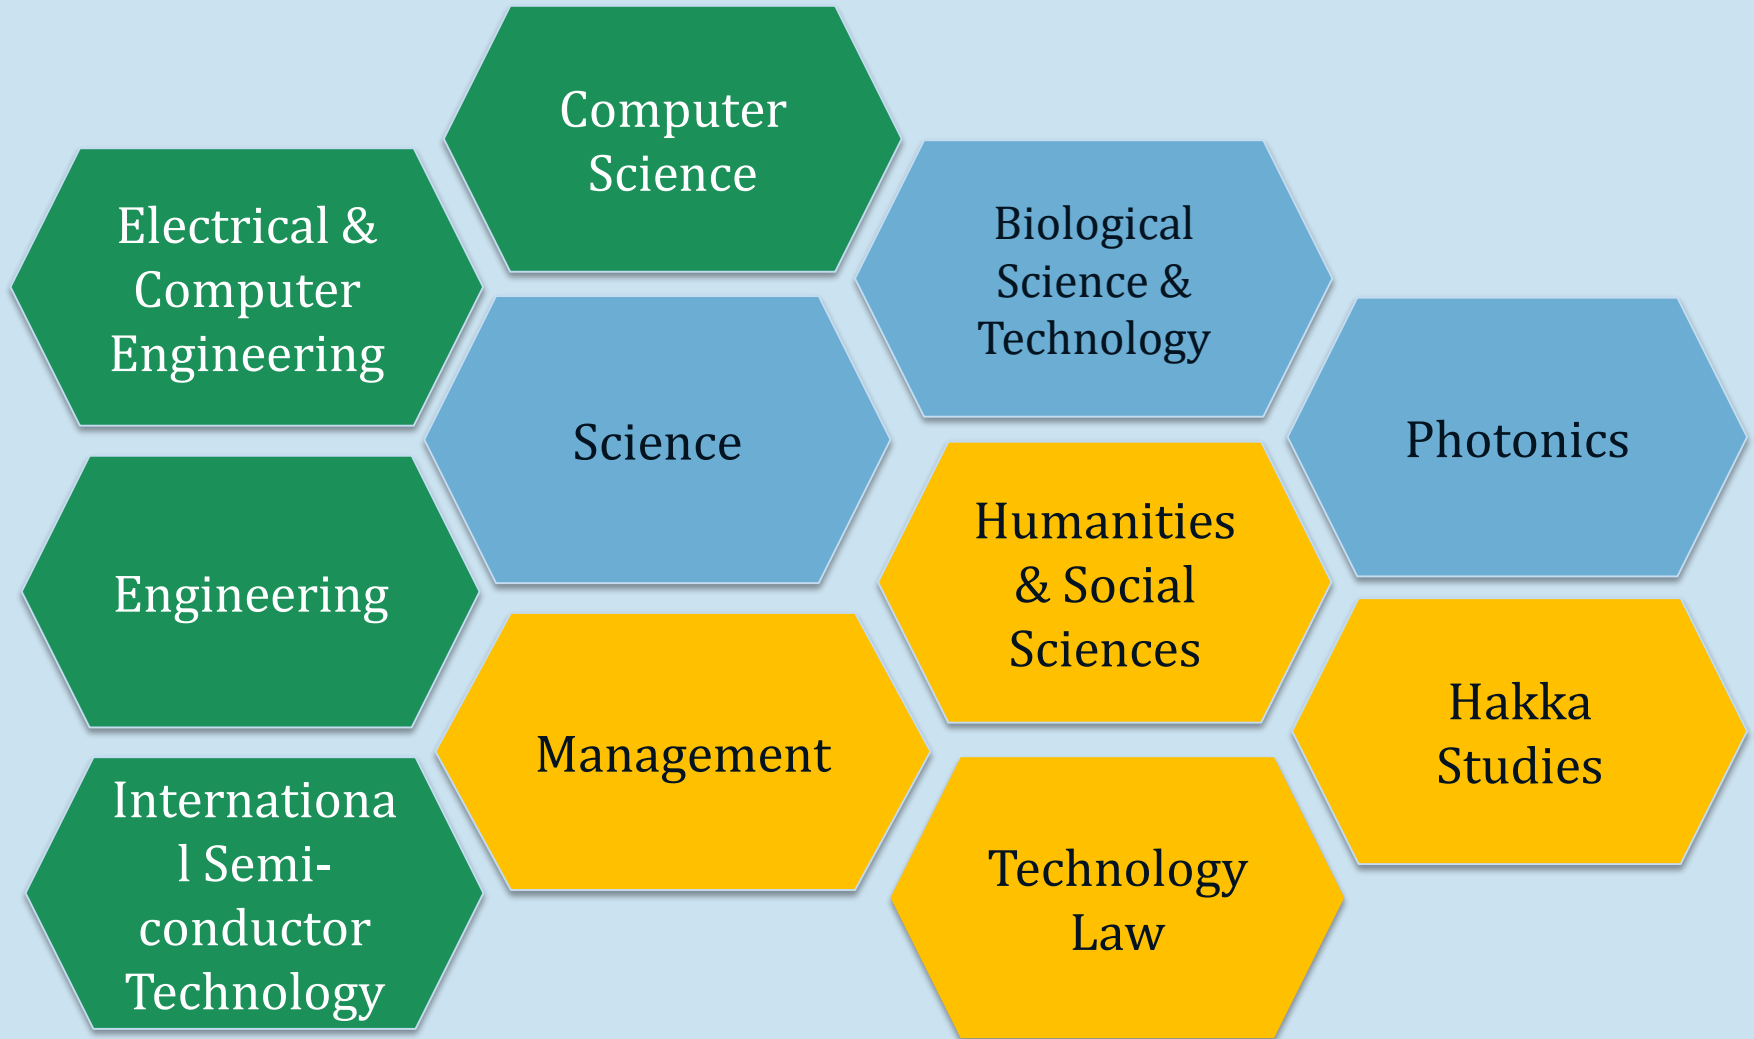 Computer
Science
Electrical &
Computer
Engineering
Biological
Science &
Technology
Science
Photonics
Engineering
Humanities
& Social
Sciences
Management
Hakka
Studies
Internationa
l Semi-
conductor
Technology
Technology
Law